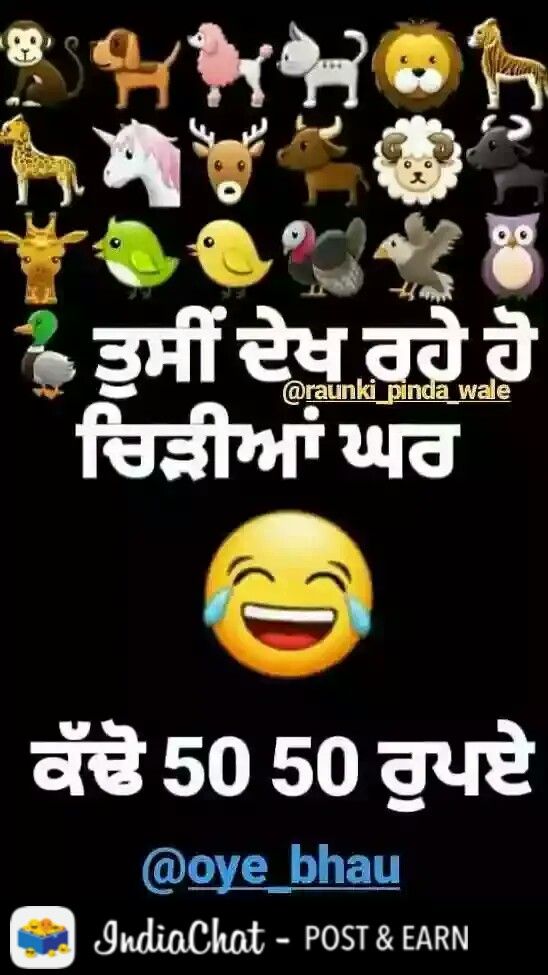 ਤੁਸੀਂ ਦੇਖ ਰਹੇ ਹੋ
@raunki_pinda_wale
ਚਿੜੀਆਂ ਘਰ
ਕੱਢੋ 50 50 ਰੁਪਏ
@oye_bhau
IndiaChat - POST & EARN